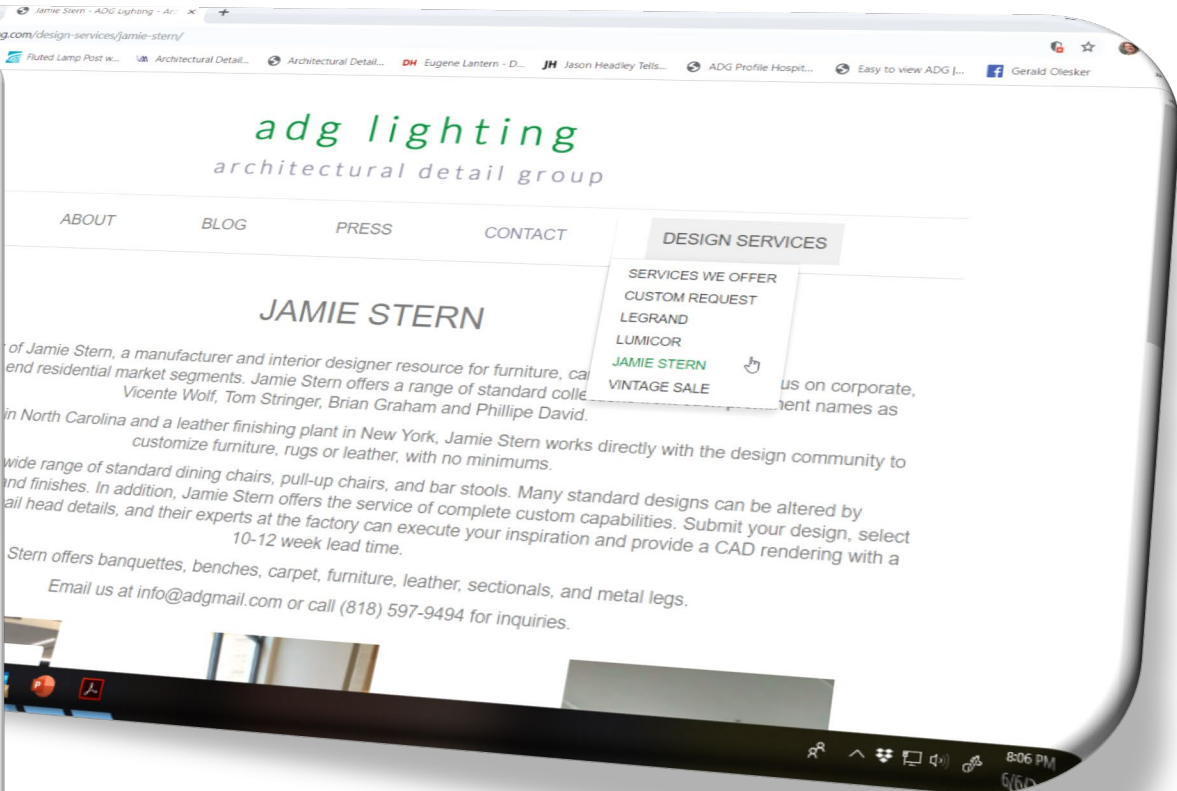 Jamie Stern - ADG Lighting - Ar
g.com/design-services/jamie-stern/
Fluted Lamp Post w... Architectural Detail... Architectural Detail... DH Eugene Lantern - D... JH Jason Headley Tells... ADG Profile Hospit... Easy to view ADG |... Gerald Olesker
adg lighting
architectural detail group
ABOUT BLOG PRESS CONTACT DESIGN SERVICES
SERVICES WE OFFER
CUSTOM REQUEST
LEGRAND
LUMICOR
JAMIE STERN
VINTAGE SALE
JAMIE STERN
of Jamie Stern, a manufacturer and interior designer resource for furniture, ca us on corporate,
end residential market segments. Jamie Stern offers a range of standard colle names as
Vicente Wolf, Tom Stringer, Brian Graham and Phillipe David.
in North Carolina and a leather finishing plant in New York, Jamie Stern works directly with the design community to
customize furniture, rugs or leather, with no minimums.
wide range of standard dining chairs, pull-up chairs, and bar stools. Many standard designs can be altered by
and finishes. In addition, Jamie Stern offers the service of complete custom capabilities. Submit your design, select
ail head details, and their experts at the factory can execute your inspiration and provide a CAD rendering with a
10-12 week lead time.
Stern offers banquettes, benches, carpet, furniture, leather, sectionals, and metal legs.
Email us at info@adgmail.com or call (818) 597-9494 for inquiries.
8:06 PM
6/6/